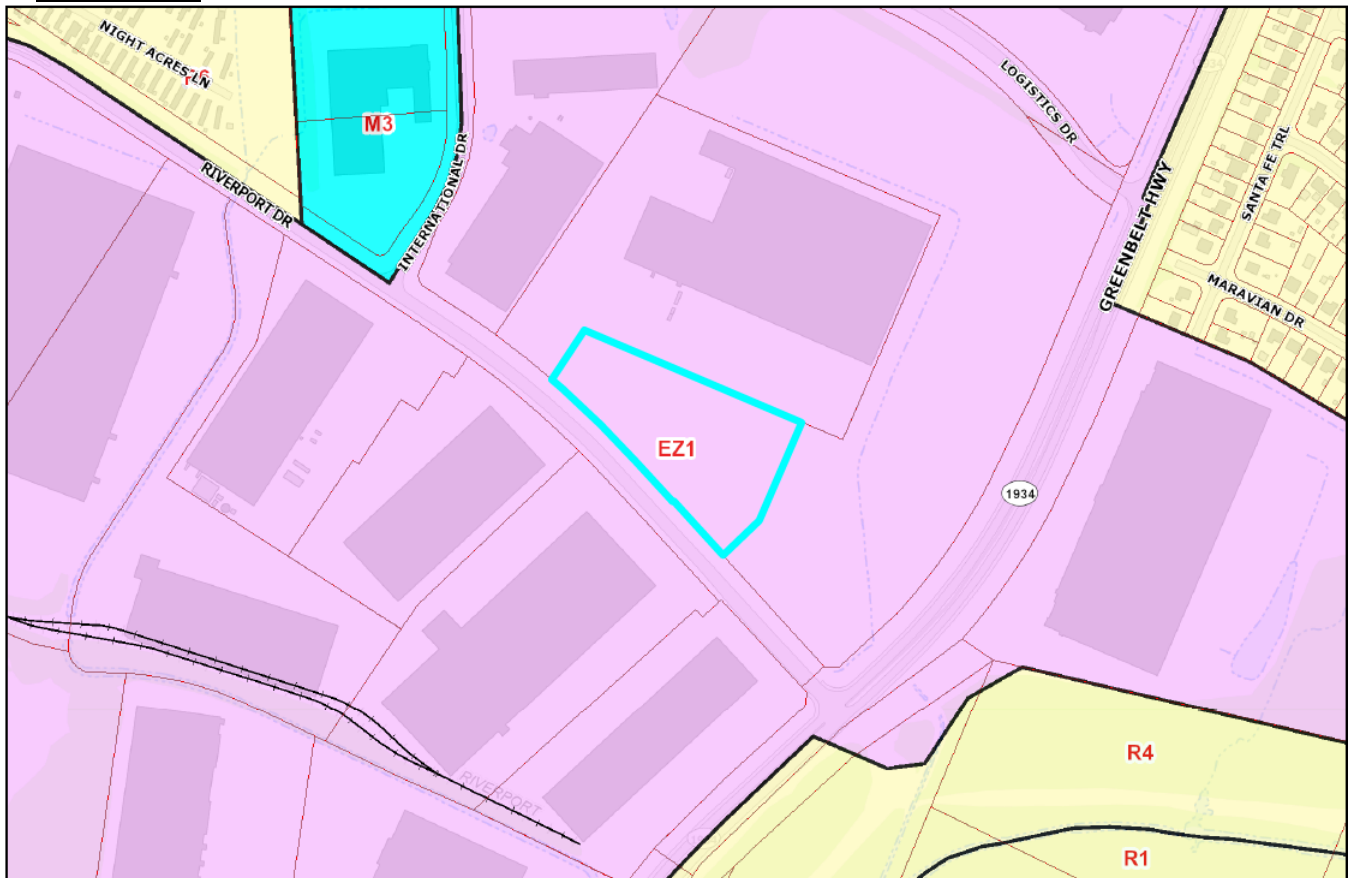 NIGHT ACRES LN
M3
LOGISTICS DR
RIVERPORT DR
INTERNATIONAL DR
SANTA FE TRL
GREENBELT HWY
MARAVIAN DR
EZ1
1934
R4
RIVERPORT
R1